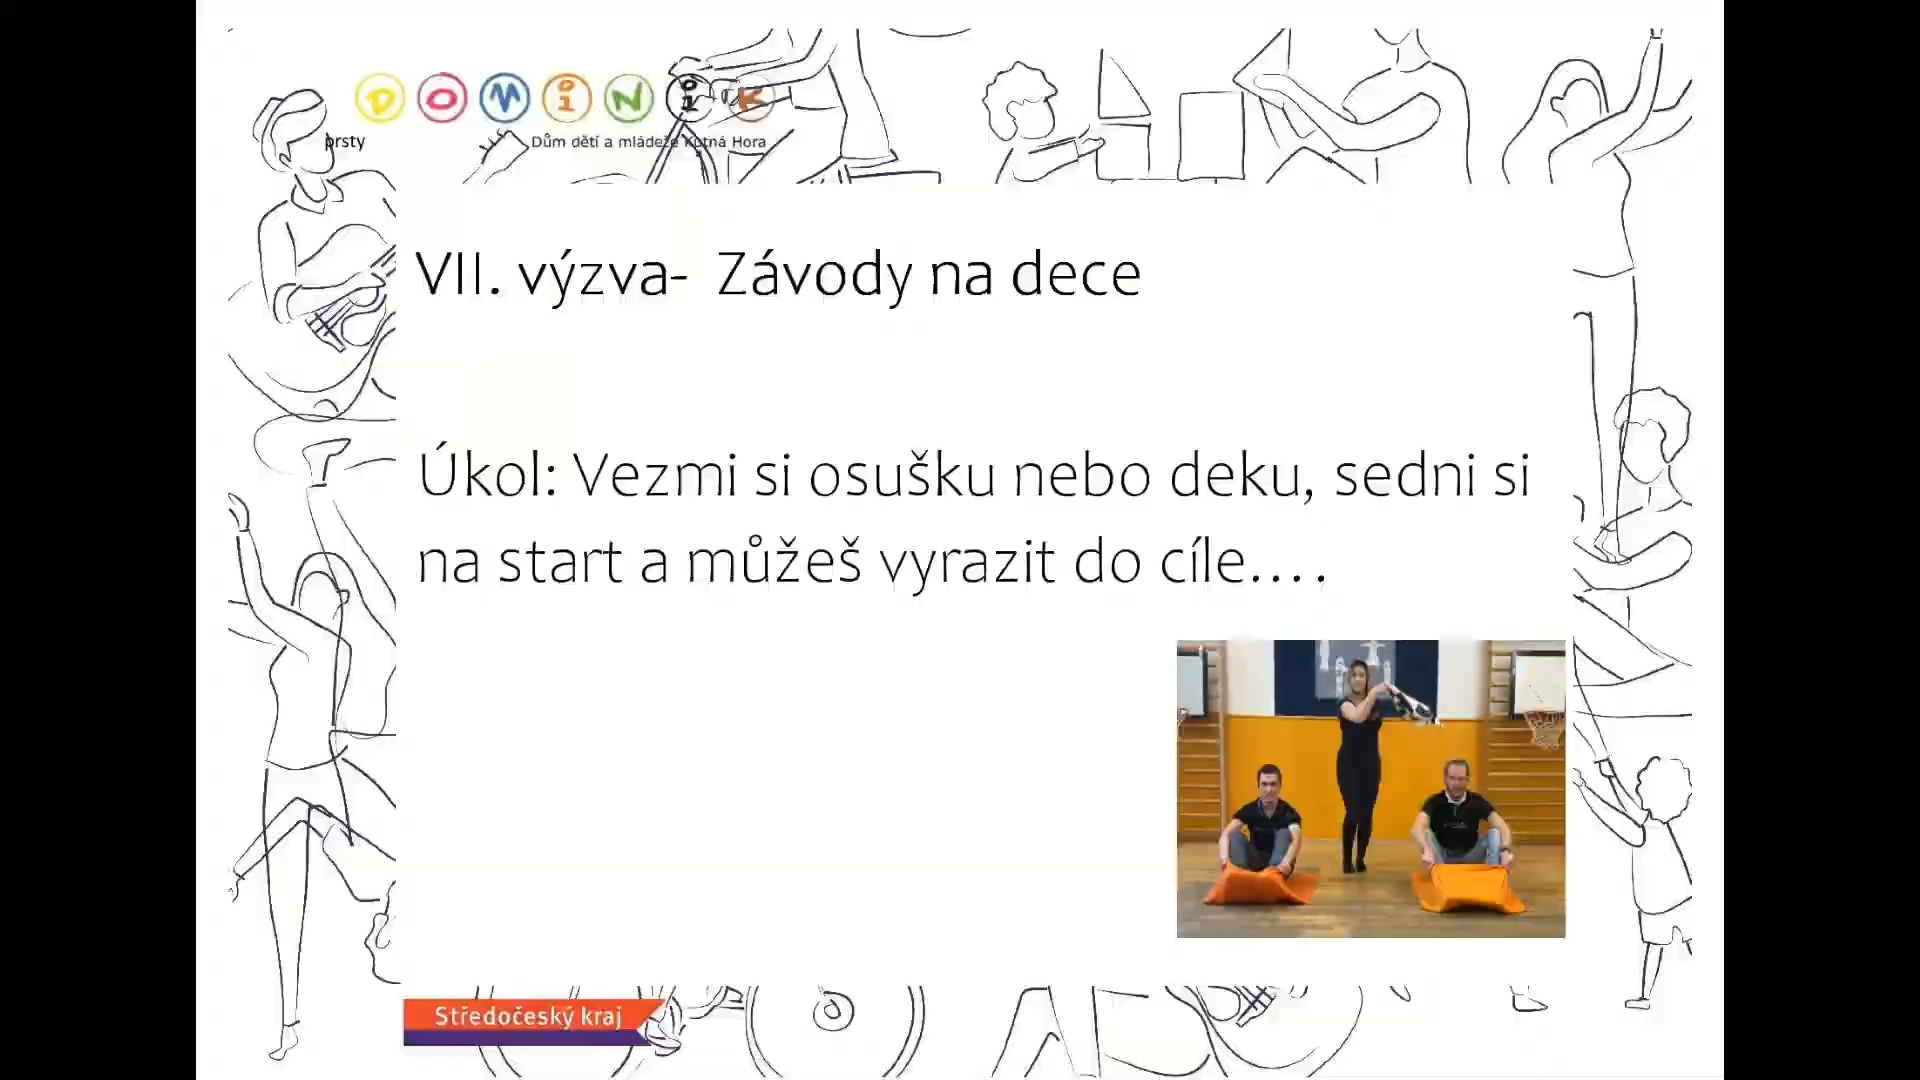 DOMINIK
prsty
Dům dětí a mládeže Kutná Hora
VII. výzva- Závody na dece
Úkol: Vezmi si osušku nebo deku, sedni si
na start a můžeš vyrazit do cíle....
Středočeský kraj